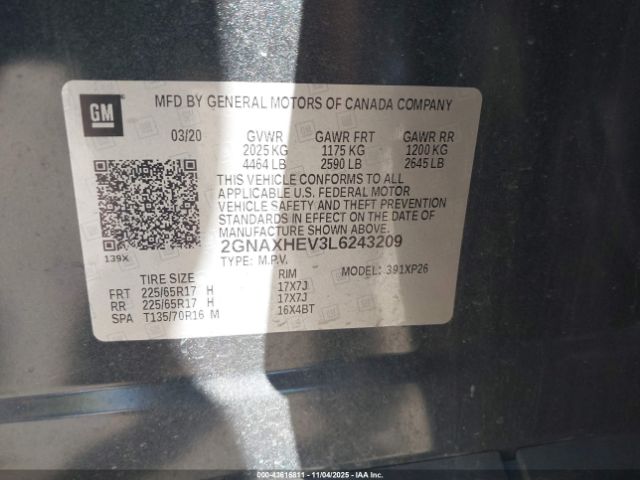 GM
MFD BY GENERAL MOTORS OF CANADA COMPANY
03/20 GVWR GAWR FRT GAWR RR
2025 KG 1175 KG 1200 KG
4464 LB 2590 LB 2645 LB
THIS VEHICLE CONFORMS TO ALL
APPLICABLE U.S. FEDERAL MOTOR
VEHICLE SAFETY AND THEFT PREVENTION
STANDARDS IN EFFECT ON THE DATE OF
MANUFACTURE SHOWN ABOVE.
2GNAXHEV3L6243209
139X TYPE: M.P.V. MODEL: 391XP26
TIRE SIZE RIM
FRT 225/65R17 H 17X7J
RR 225/65R17 H 17X7J
SPA T135/70R16 M 16X4BT
000-43616811 - 11/04/2025 - IAAI.COM